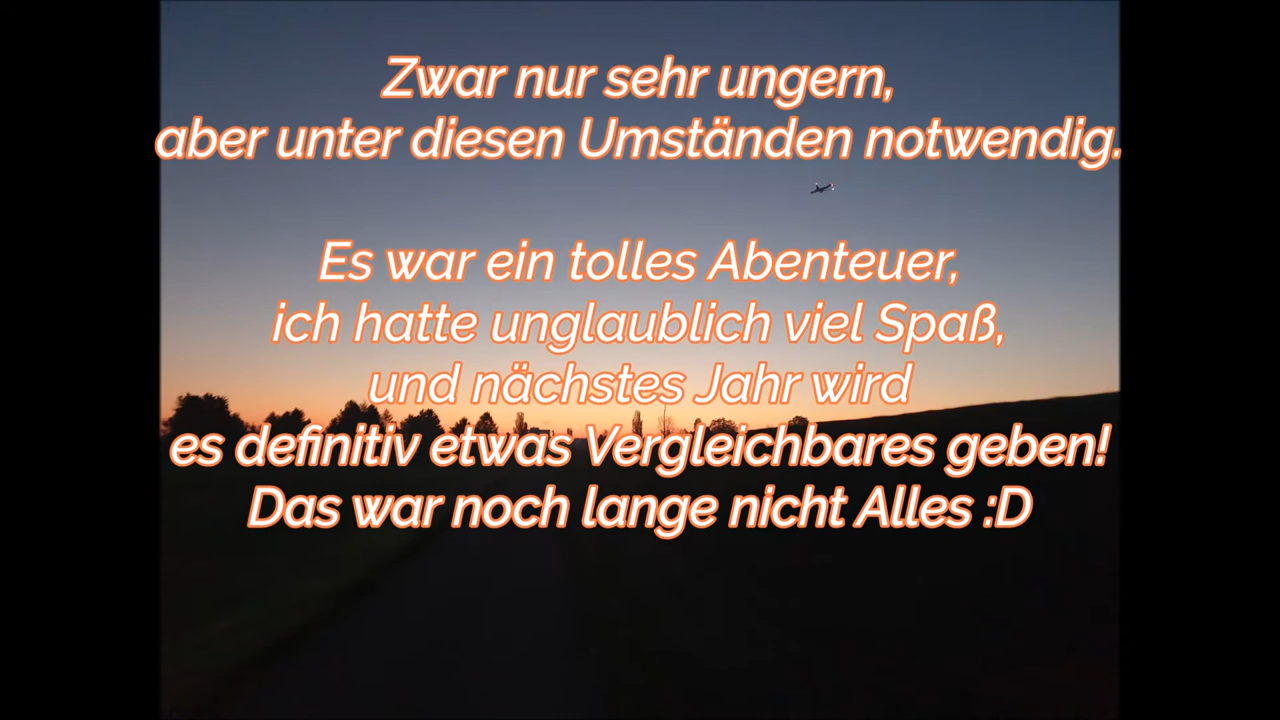 Zwar nur sehr ungern,
aber unter diesen Umständen notwendig.
Es war ein tolles Abenteuer,
ich hatte unglaublich viel Spaß,
und nächstes Jahr wird
es definitiv etwas Vergleichbares geben!
Das war noch lange nicht Alles :D